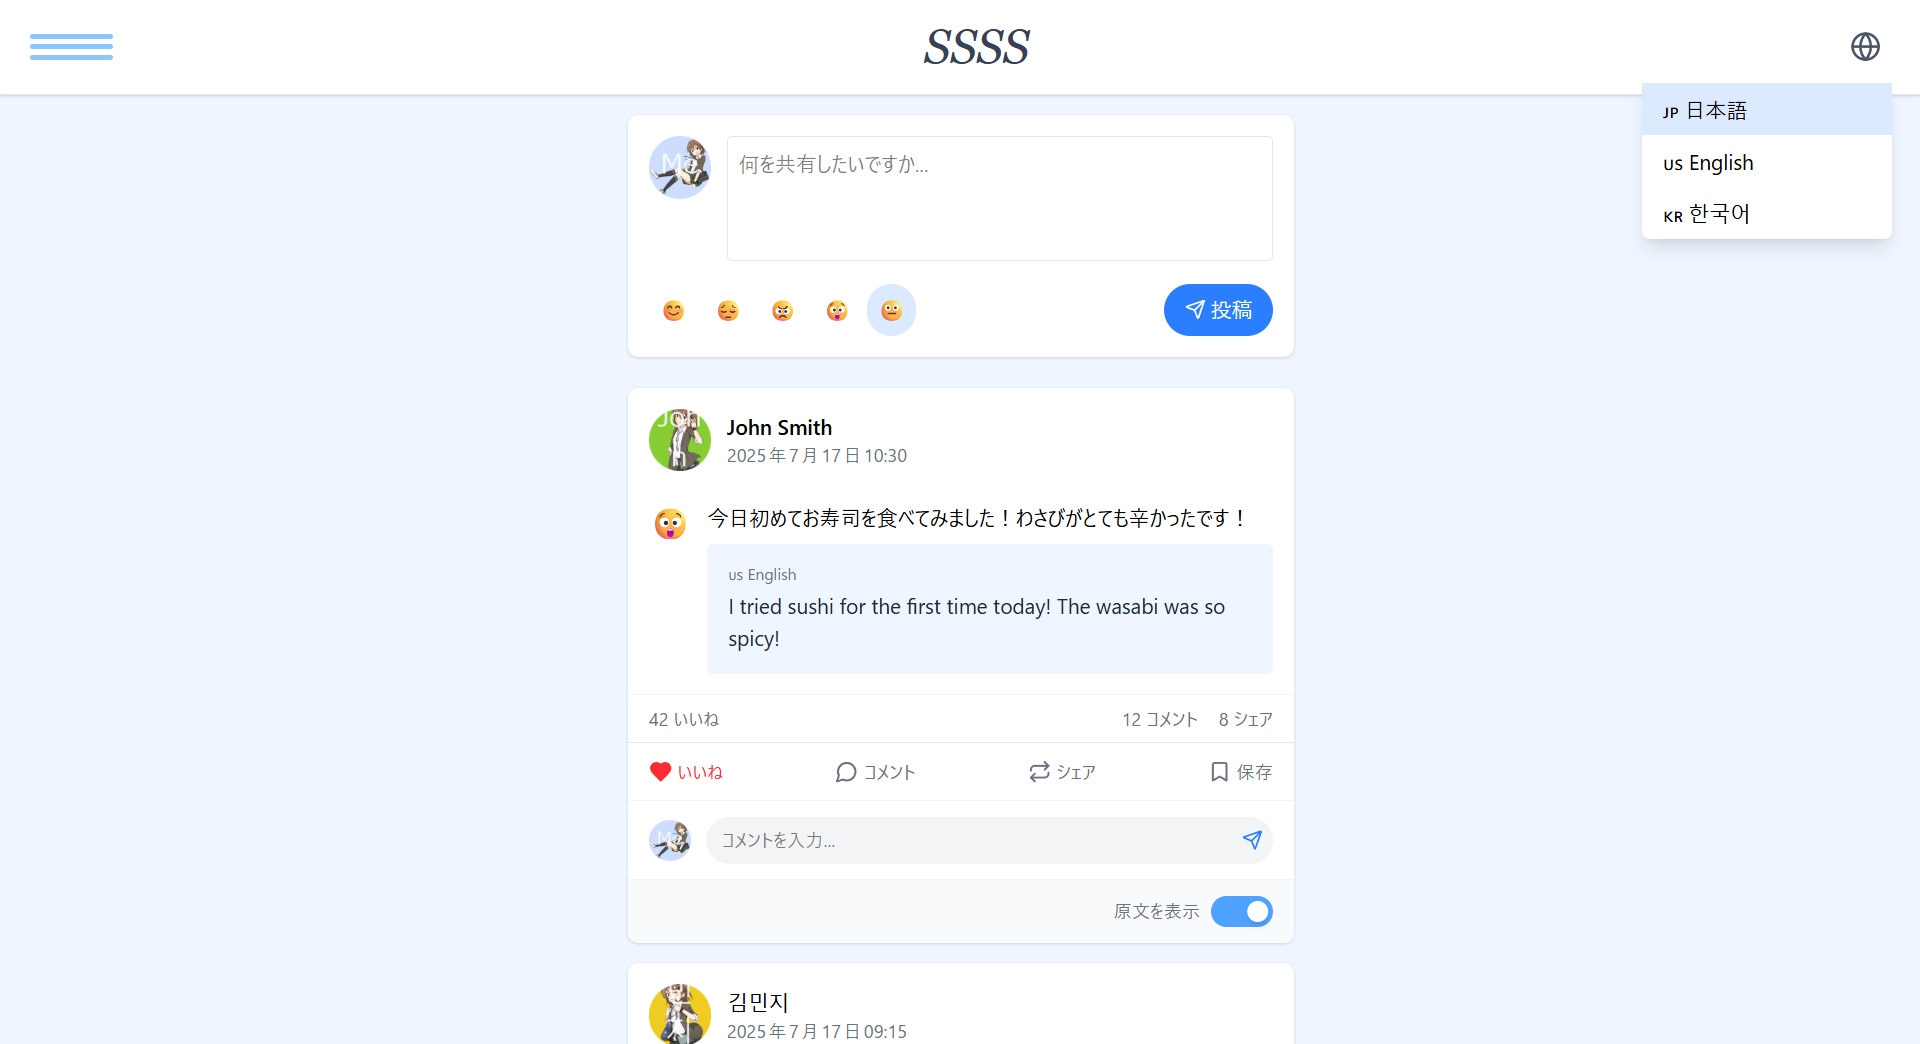 SSSS
JP 日本語
us English
KR 한국어
何を共有したいですか...
投稿
John Smith
2025年7月17日 10:30
今日初めてお寿司を食べてみました！わさびがとても辛かったです！
us English
I tried sushi for the first time today! The wasabi was so
spicy!
42 いいね
12 コメント
8 シェア
いいね
コメント
シェア
保存
コメントを入力...
原文を表示
김민지
2025年7月17日 09:15